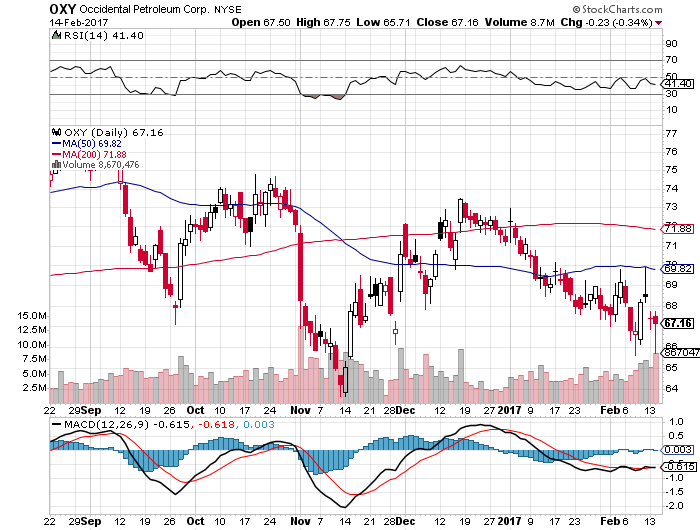 OXY Occidental Petroleum Corp. NYSE © StockCharts.com
14-Feb-2017 Open 67.50 High 67.75 Low 65.71 Close 67.16 Volume 8.7M Chg -0.23 (-0.34%)
RSI(14) 41.40
90
70
50
41.40
30
10
OXY (Daily) 67.16
MA(50) 69.82
MA(200) 71.88
Volume 8,670,476
77
76
75
74
73
72
71.88
71
70
69.82
69
68
67.16
66
8670476
65
64
15.0M
12.5M
10.0M
7.5M
5.0M
2.5M
22 29 Sep 12 19 26 Oct 10 17 24 Nov 7 14 21 28 Dec 12 19 27 2017 9 17 23 Feb 6 13
MACD(12,26,9) -0.615, -0.618, 0.003
1.0
0.5
0.003
-0.615
-1.0
-1.5
-2.0
22 29 Sep 12 19 26 Oct 10 17 24 Nov 7 14 21 28 Dec 12 19 27 2017 9 17 23 Feb 6 13